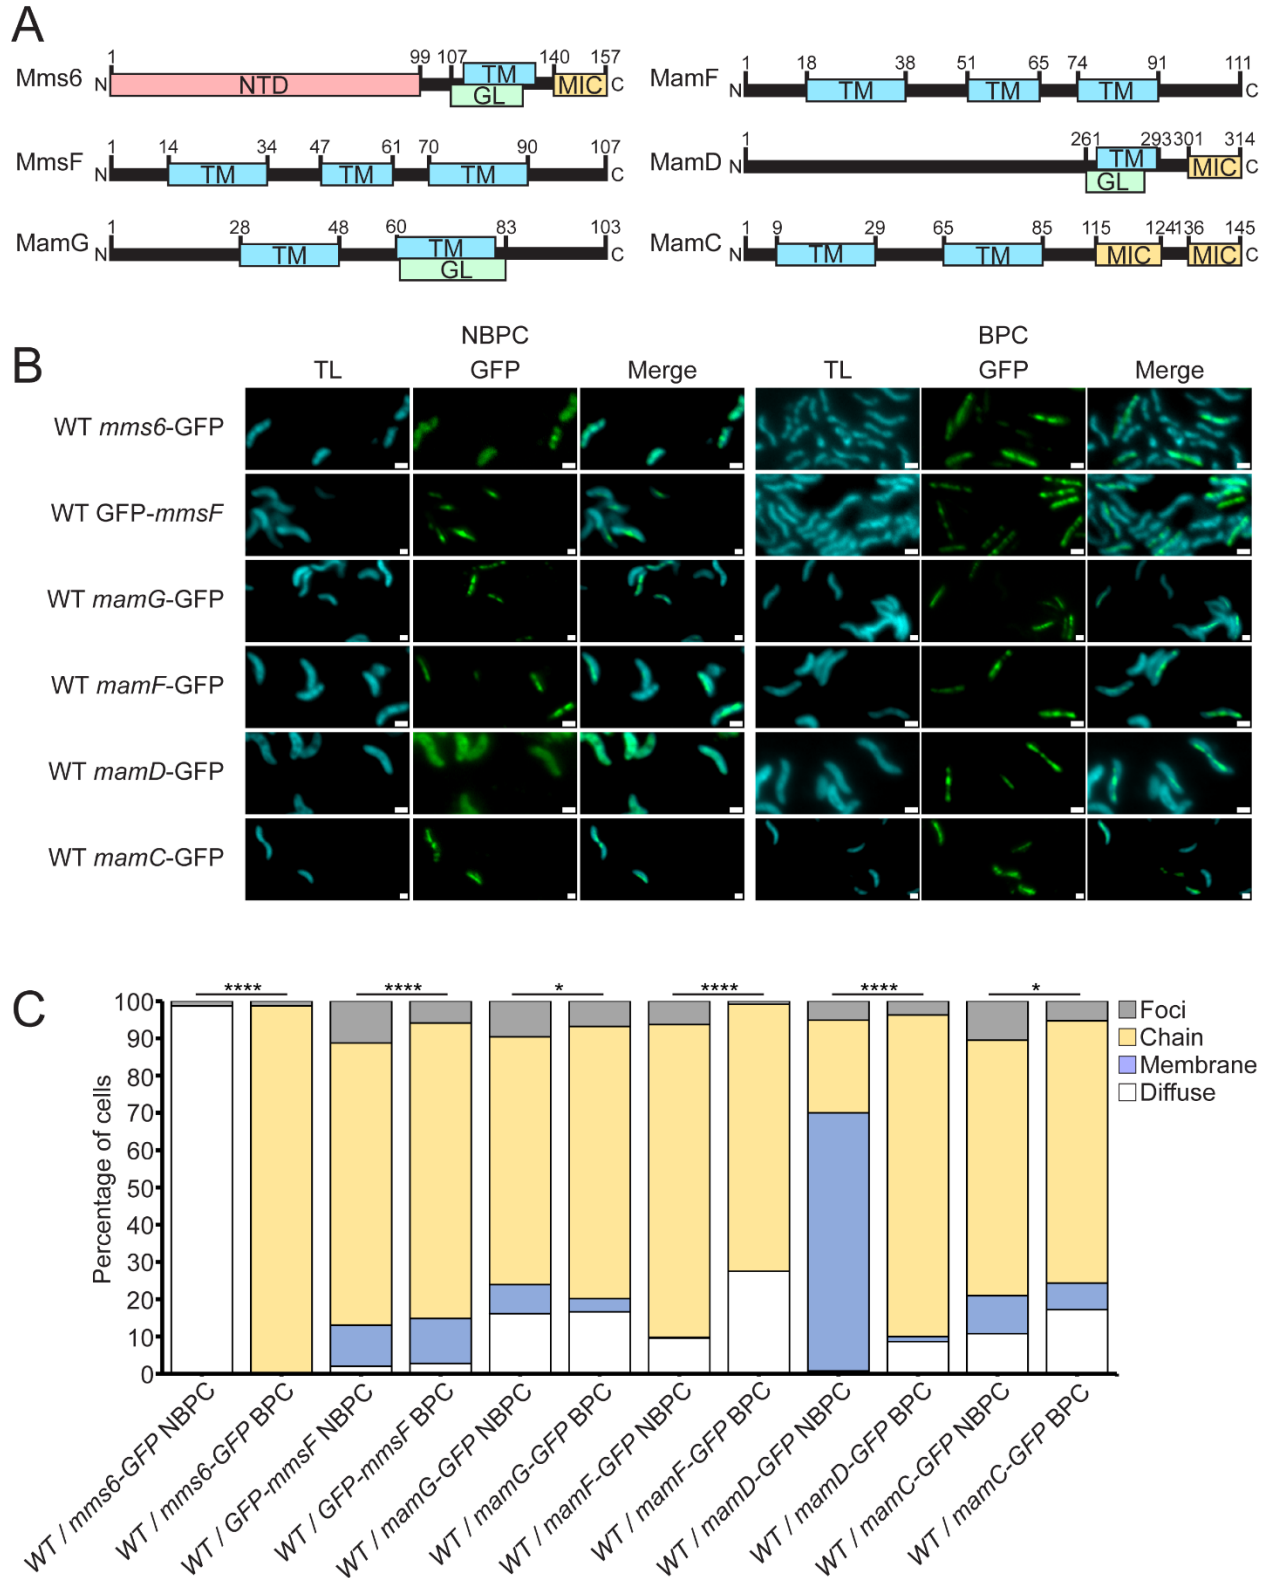 A
Mms6 N 1 99 107 140 157 C
NTD TM GL MIC
MamF N 1 18 38 51 65 74 91 111 C
TM TM TM
MmsF N 1 14 34 47 61 70 90 107 C
TM TM TM
MamD N 1 261 293 301 314 C
TM GL MIC
MamG N 1 28 48 60 83 103 C
TM TM GL
MamC N 1 9 29 65 85 115 124 136 145 C
TM TM MIC MIC
B
NBPC BPC
TL GFP Merge TL GFP Merge
WT mms6-GFP
WT GFP-mmsF
WT mamG-GFP
WT mamF-GFP
WT mamD-GFP
WT mamC-GFP
C
**** **** * **** **** *
Percentage of cells
100
90
80
70
60
50
40
30
20
10
0
Foci
Chain
Membrane
Diffuse
WT / mms6-GFP NBPC
WT / mms6-GFP BPC
WT / GFP-mmsF NBPC
WT / GFP-mmsF BPC
WT / mamG-GFP NBPC
WT / mamG-GFP BPC
WT / mamF-GFP NBPC
WT / mamF-GFP BPC
WT / mamD-GFP NBPC
WT / mamD-GFP BPC
WT / mamC-GFP NBPC
WT / mamC-GFP BPC